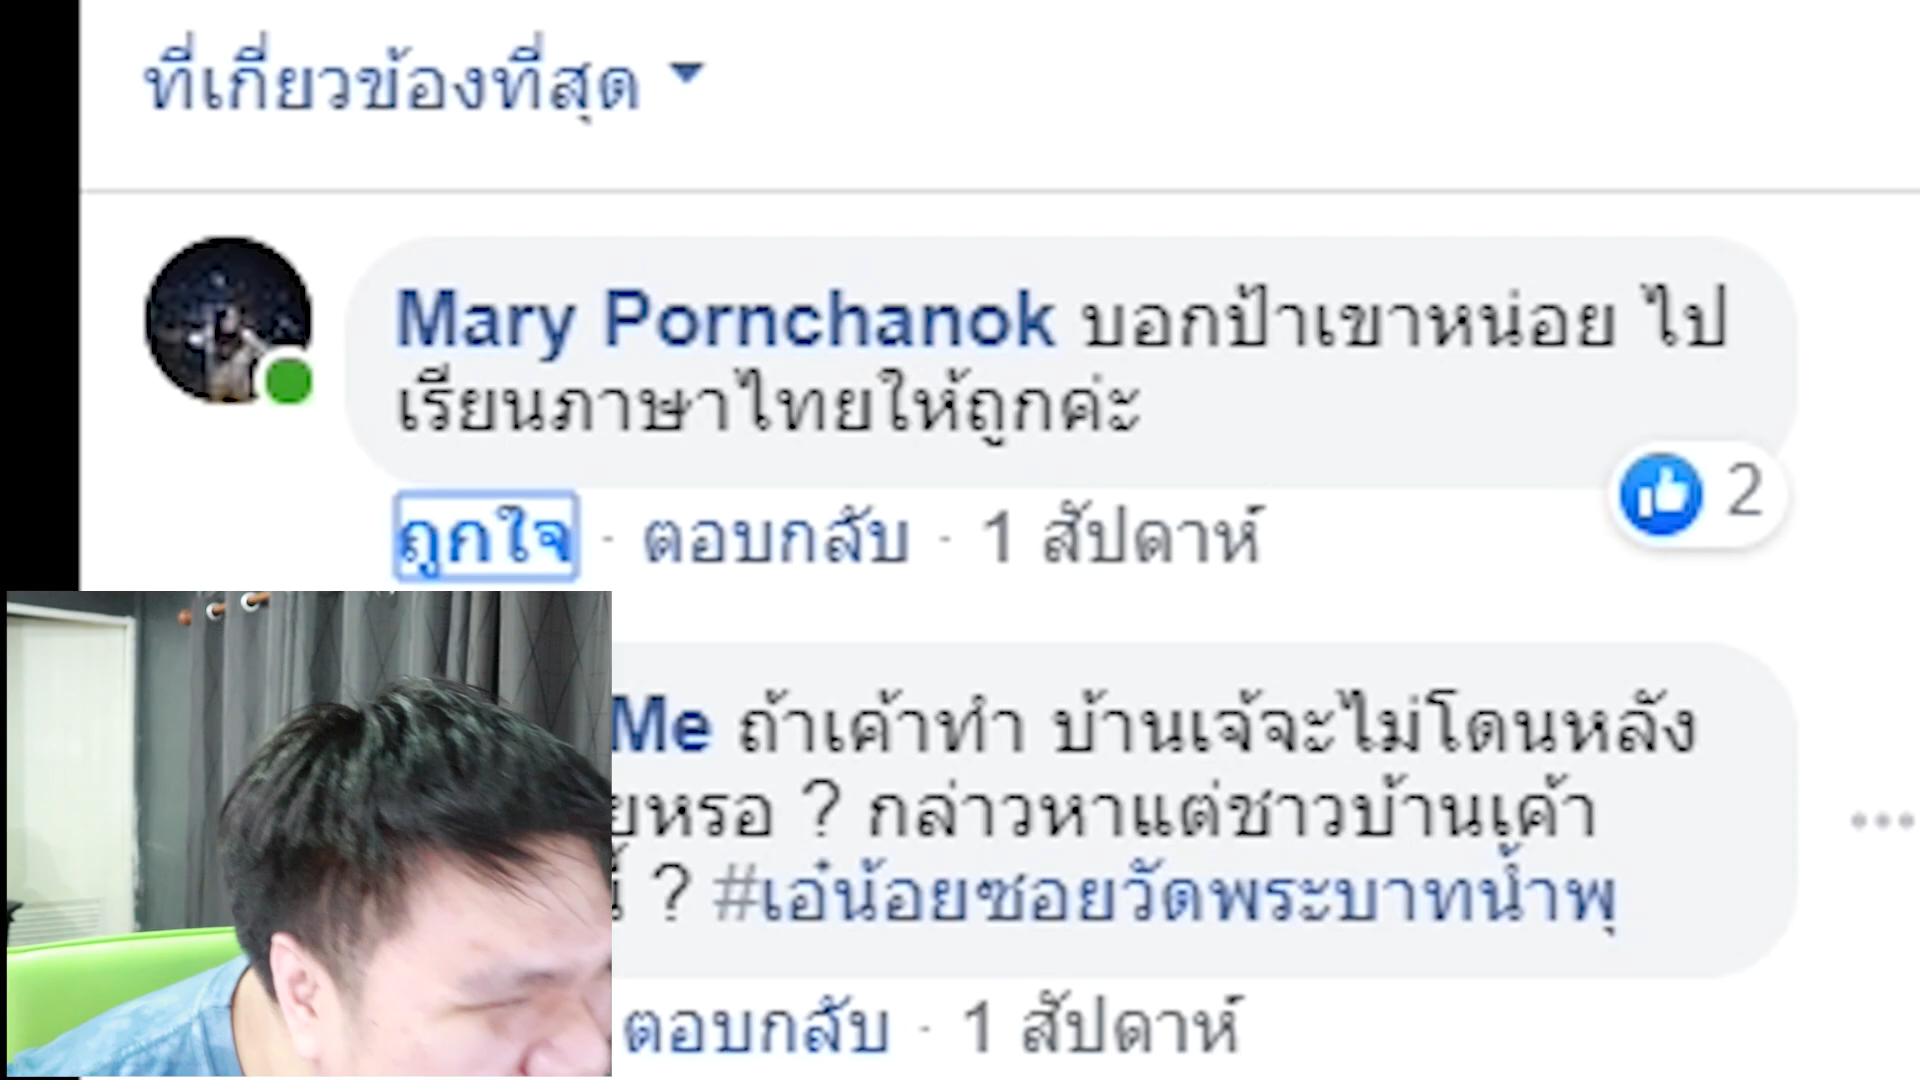 ที่เกี่ยวข้องที่สุด
Mary Pornchanok บอกป้าเขาหน่อย ไป
เรียนภาษาไทยให้ถูกค่ะ
2
ถูกใจ · ตอบกลับ · 1 สัปดาห์
Me ถ้าเค้าทำ บ้านเจ้จะไม่โดนหลัง
ยหรอ ? กล่าวหาแต่ชาวบ้านเค้า
? #เอ๋น้อยซอยวัดพระบาทน้ำพุ
ตอบกลับ · 1 สัปดาห์